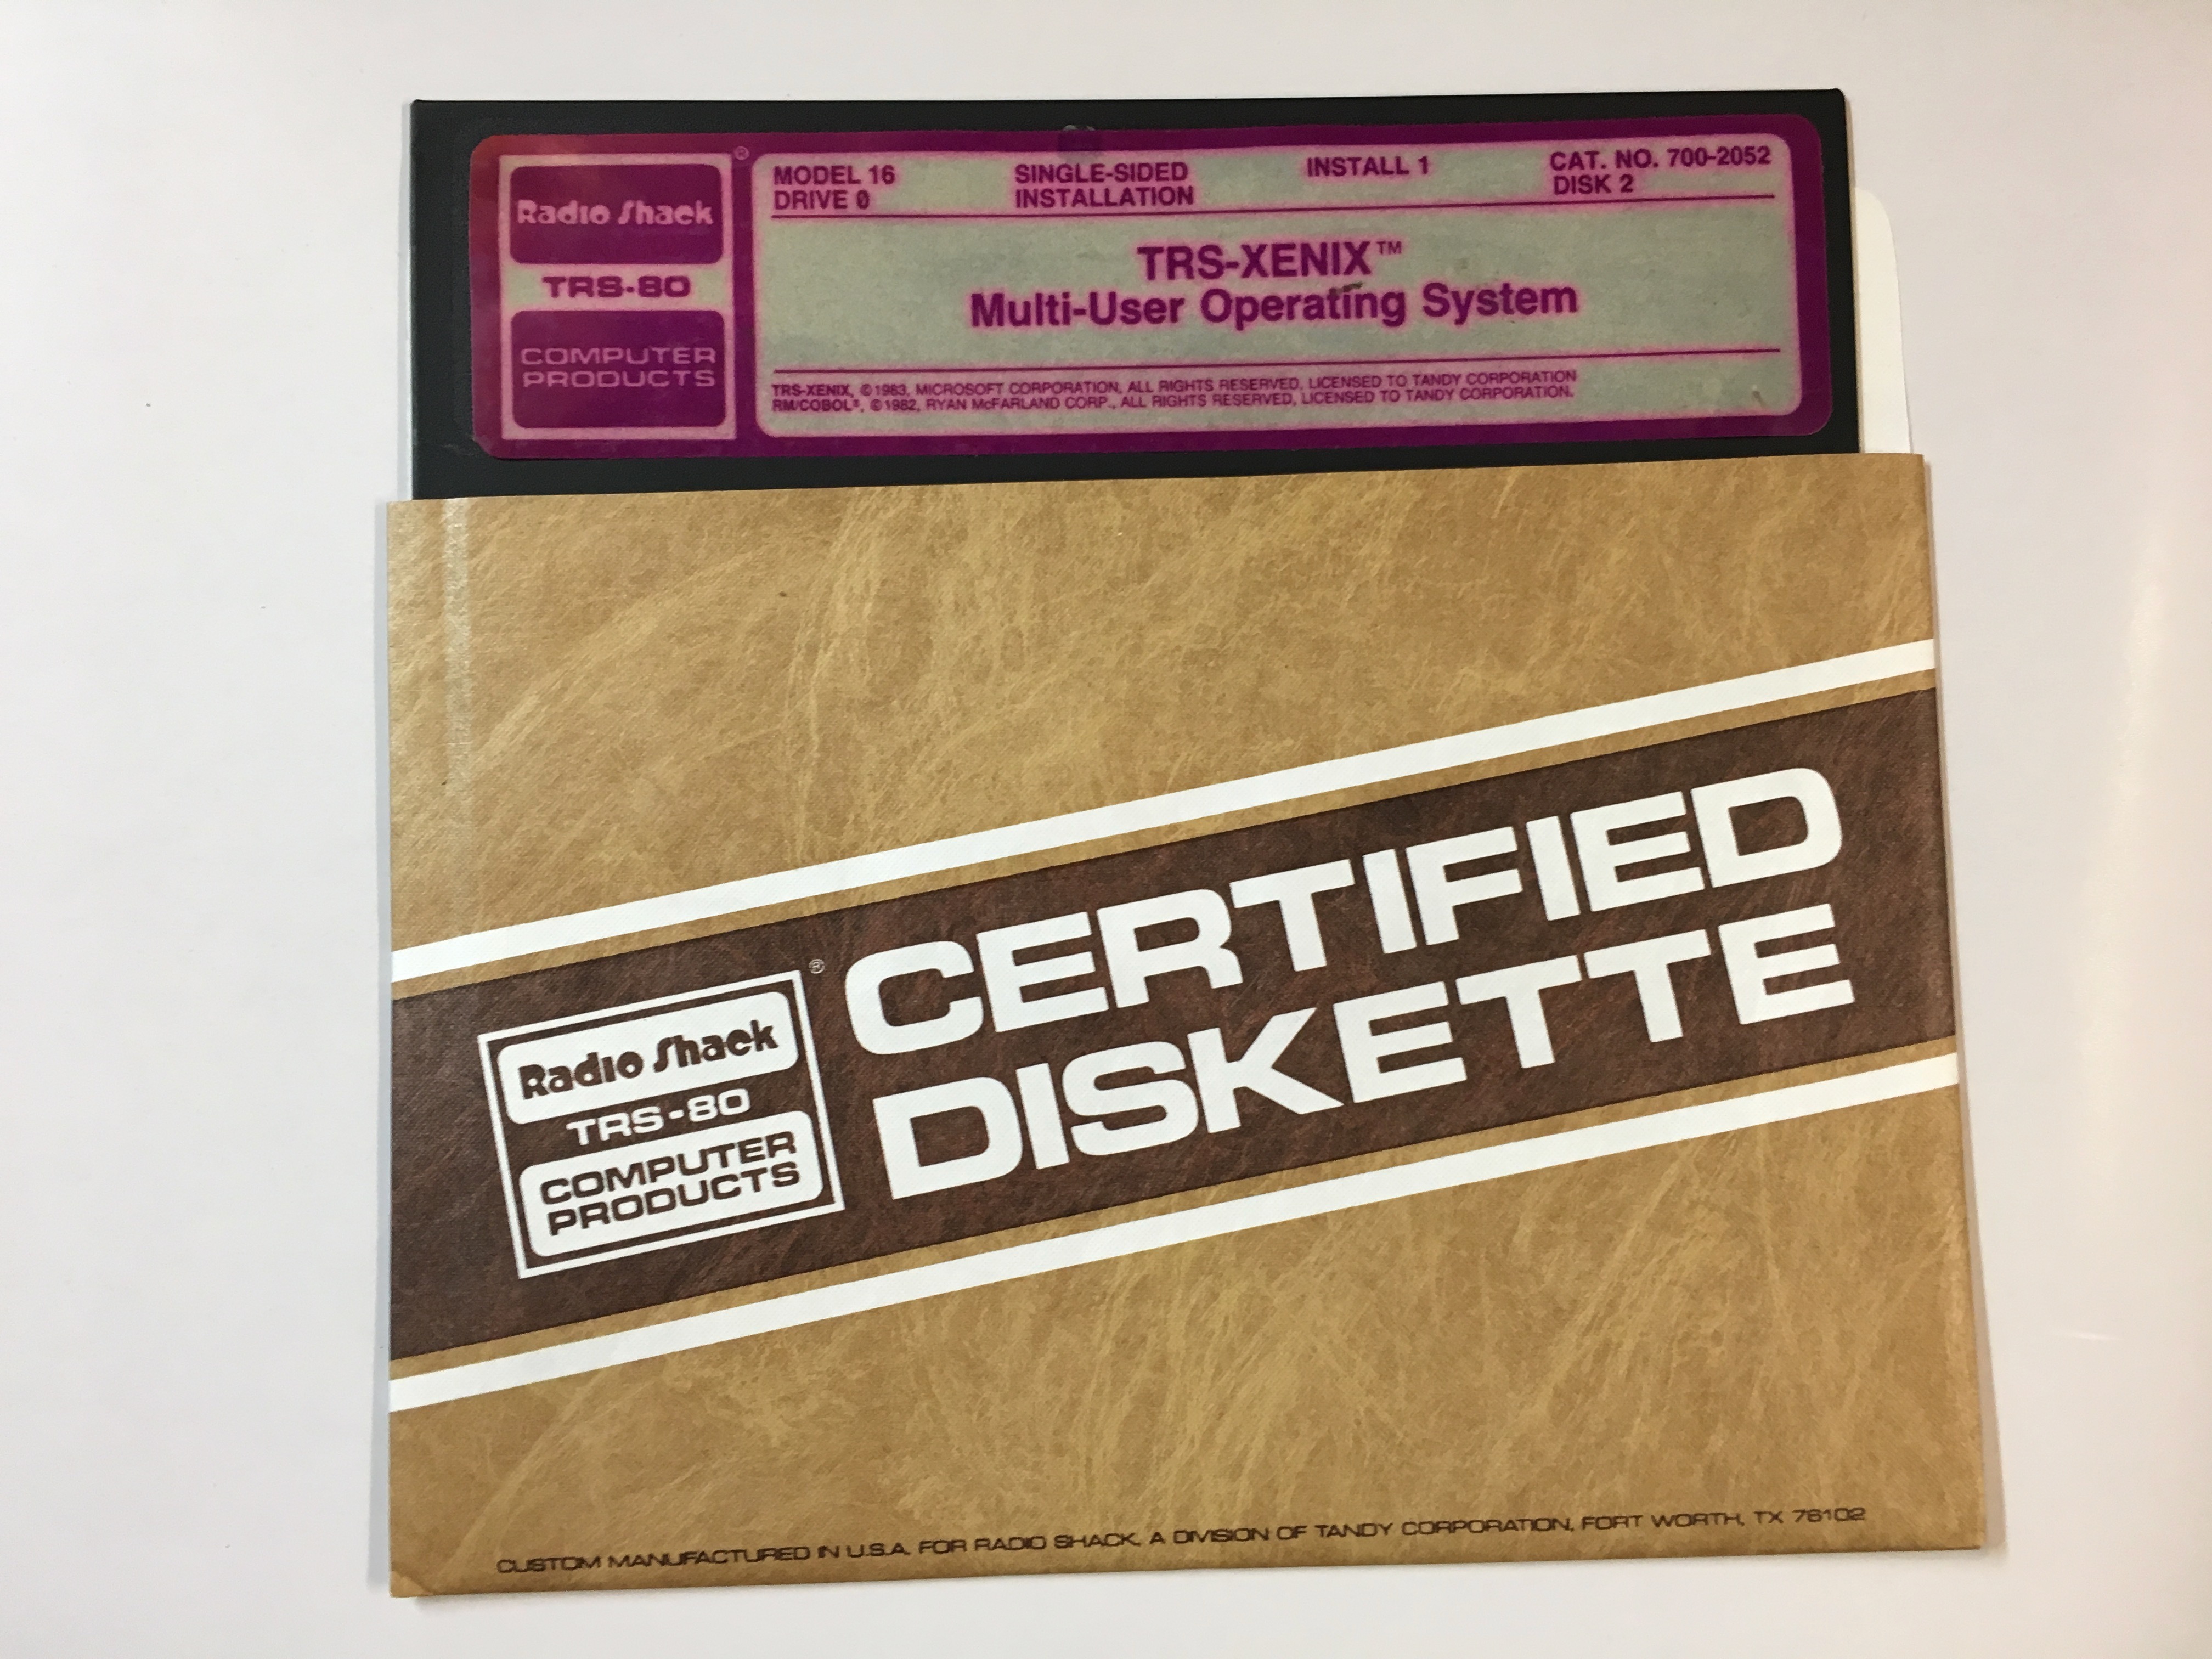 Radio Shack ®
TRS-80
COMPUTER
PRODUCTS
MODEL 16
DRIVE 0
SINGLE-SIDED
INSTALLATION
INSTALL 1
CAT. NO. 700-2052
DISK 2
TRS-XENIX™
Multi-User Operating System
TRS-XENIX, ©1983, MICROSOFT CORPORATION, ALL RIGHTS RESERVED, LICENSED TO TANDY CORPORATION
RM/COBOL®, ©1982, RYAN McFARLAND CORP., ALL RIGHTS RESERVED, LICENSED TO TANDY CORPORATION.
Radio Shack ®
TRS-80
COMPUTER
PRODUCTS
CERTIFIED
DISKETTE
CUSTOM MANUFACTURED IN U.S.A. FOR RADIO SHACK, A DIVISION OF TANDY CORPORATION, FORT WORTH, TX 76102